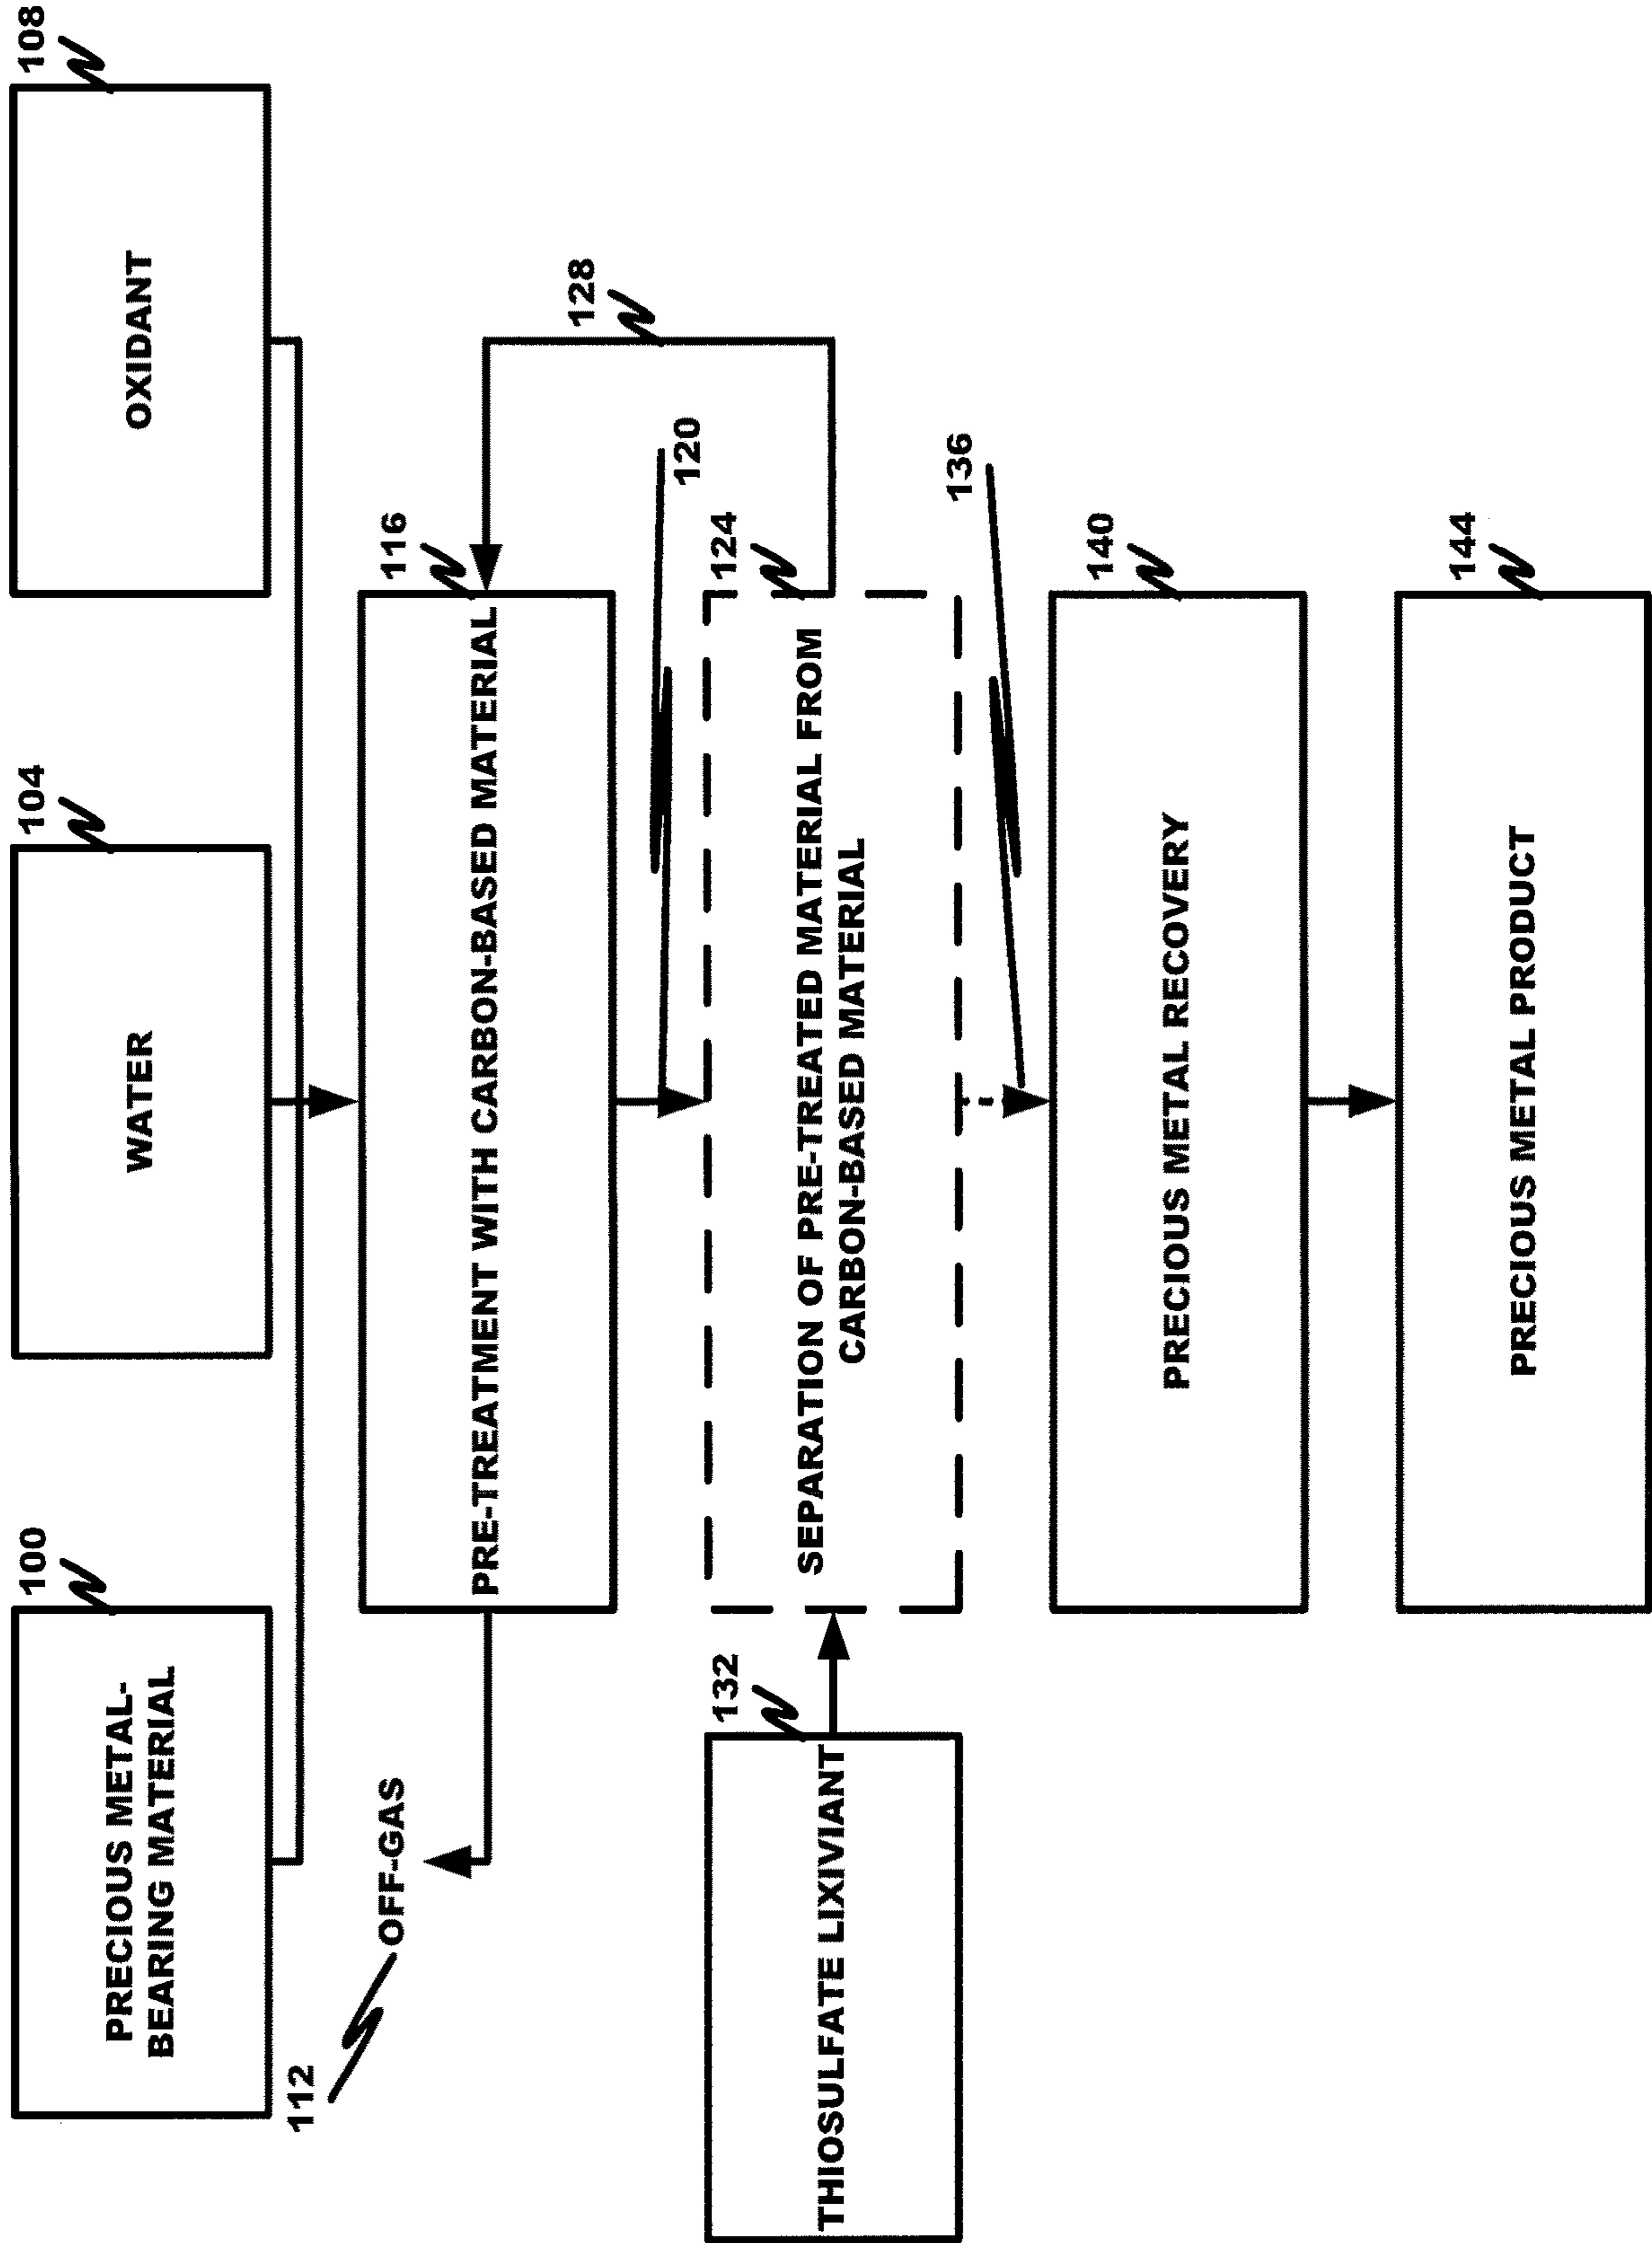 100
PRECIOUS METAL-
BEARING MATERIAL
104
WATER
108
OXIDANT
112
OFF-GAS
116
PRE-TREATMENT WITH CARBON-BASED MATERIAL
128
120
132
THIOSULFATE LIXIVIANT
124
SEPARATION OF PRE-TREATED MATERIAL FROM
CARBON-BASED MATERIAL
136
140
PRECIOUS METAL RECOVERY
144
PRECIOUS METAL PRODUCT